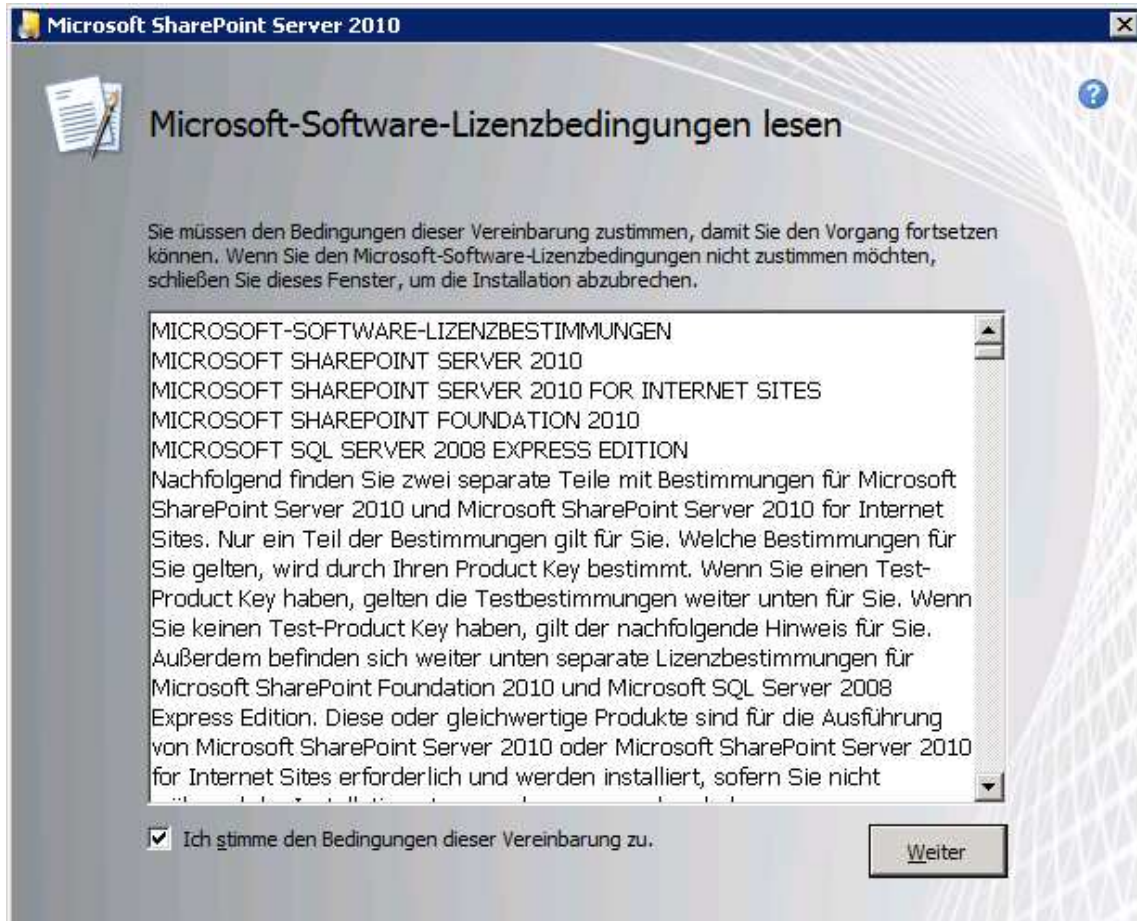 Microsoft SharePoint Server 2010
Microsoft-Software-Lizenzbedingungen lesen
Sie müssen den Bedingungen dieser Vereinbarung zustimmen, damit Sie den Vorgang fortsetzen
können. Wenn Sie den Microsoft-Software-Lizenzbedingungen nicht zustimmen möchten,
schließen Sie dieses Fenster, um die Installation abzubrechen.
MICROSOFT-SOFTWARE-LIZENZBESTIMMUNGEN
MICROSOFT SHAREPOINT SERVER 2010
MICROSOFT SHAREPOINT SERVER 2010 FOR INTERNET SITES
MICROSOFT SHAREPOINT FOUNDATION 2010
MICROSOFT SQL SERVER 2008 EXPRESS EDITION
Nachfolgend finden Sie zwei separate Teile mit Bestimmungen für Microsoft
SharePoint Server 2010 und Microsoft SharePoint Server 2010 for Internet
Sites. Nur ein Teil der Bestimmungen gilt für Sie. Welche Bestimmungen für
Sie gelten, wird durch Ihren Product Key bestimmt. Wenn Sie einen Test-
Product Key haben, gelten die Testbestimmungen weiter unten für Sie. Wenn
Sie keinen Test-Product Key haben, gilt der nachfolgende Hinweis für Sie.
Außerdem befinden sich weiter unten separate Lizenzbestimmungen für
Microsoft SharePoint Foundation 2010 und Microsoft SQL Server 2008
Express Edition. Diese oder gleichwertige Produkte sind für die Ausführung
von Microsoft SharePoint Server 2010 oder Microsoft SharePoint Server 2010
for Internet Sites erforderlich und werden installiert, sofern Sie nicht
Ich stimme den Bedingungen dieser Vereinbarung zu.
Weiter